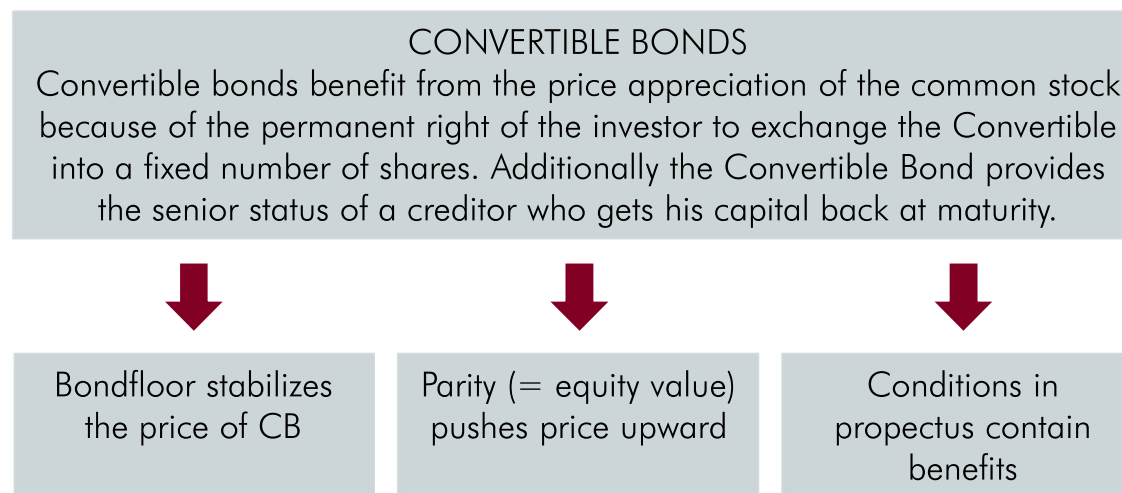 CONVERTIBLE BONDS
Convertible bonds benefit from the price appreciation of the common stock
because of the permanent right of the investor to exchange the Convertible
into a fixed number of shares. Additionally the Convertible Bond provides
the senior status of a creditor who gets his capital back at maturity.
Bondfloor stabilizes
the price of CB
Parity (= equity value)
pushes price upward
Conditions in
propectus contain
benefits